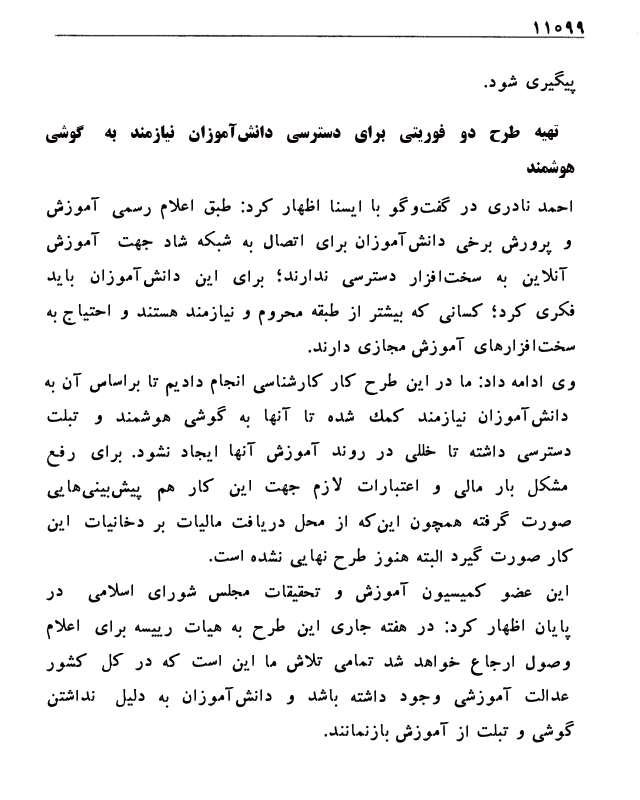 ۱۱۰۹۹
پیگیری شود.
تهیه طرح دو فوریتی برای دسترسی دانش‌آموزان نیازمند به گوشی
هوشمند
احمد نادری در گفت‌وگو با ایسنا اظهار کرد: طبق اعلام رسمی آموزش
و پرورش برخی دانش‌آموزان برای اتصال به شبکه شاد جهت آموزش
آنلاین به سخت‌افزار دسترسی ندارند؛ برای این دانش‌آموزان باید
فکری کرد؛ کسانی که بیشتر از طبقه محروم و نیازمند هستند و احتیاج به
سخت‌افزارهای آموزش مجازی دارند.
وی ادامه داد: ما در این طرح کار کارشناسی انجام دادیم تا براساس آن به
دانش‌آموزان نیازمند کمك شده تا آنها به گوشی هوشمند و تبلت
دسترسی داشته تا خللی در روند آموزش آنها ایجاد نشود. برای رفع
مشکل بار مالی و اعتبارات لازم جهت این کار هم پیش‌بینی‌هایی
صورت گرفته همچون این‌که از محل دریافت مالیات بر دخانیات این
کار صورت گیرد البته هنوز طرح نهایی نشده است.
این عضو کمیسیون آموزش و تحقیقات مجلس شورای اسلامی در
پایان اظهار کرد: در هفته جاری این طرح به هیات رییسه برای اعلام
وصول ارجاع خواهد شد تمامی تلاش ما این است که در کل کشور
عدالت آموزشی وجود داشته باشد و دانش‌آموزان به دلیل نداشتن
گوشی و تبلت از آموزش بازنمانند.